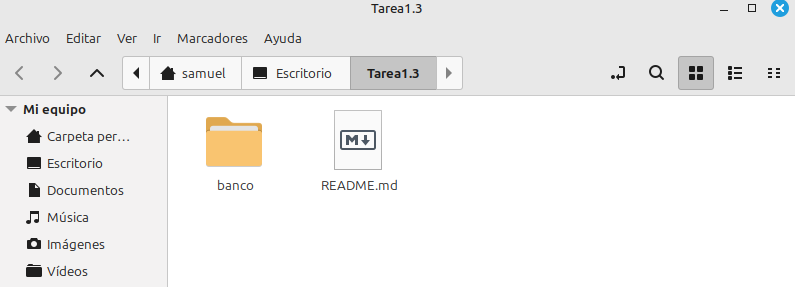 Tarea1.3
Archivo Editar Ver Ir Marcadores Ayuda
samuel Escritorio Tarea1.3
Mi equipo
Carpeta per...
Escritorio
Documentos
Música
Imágenes
Vídeos
banco README.md